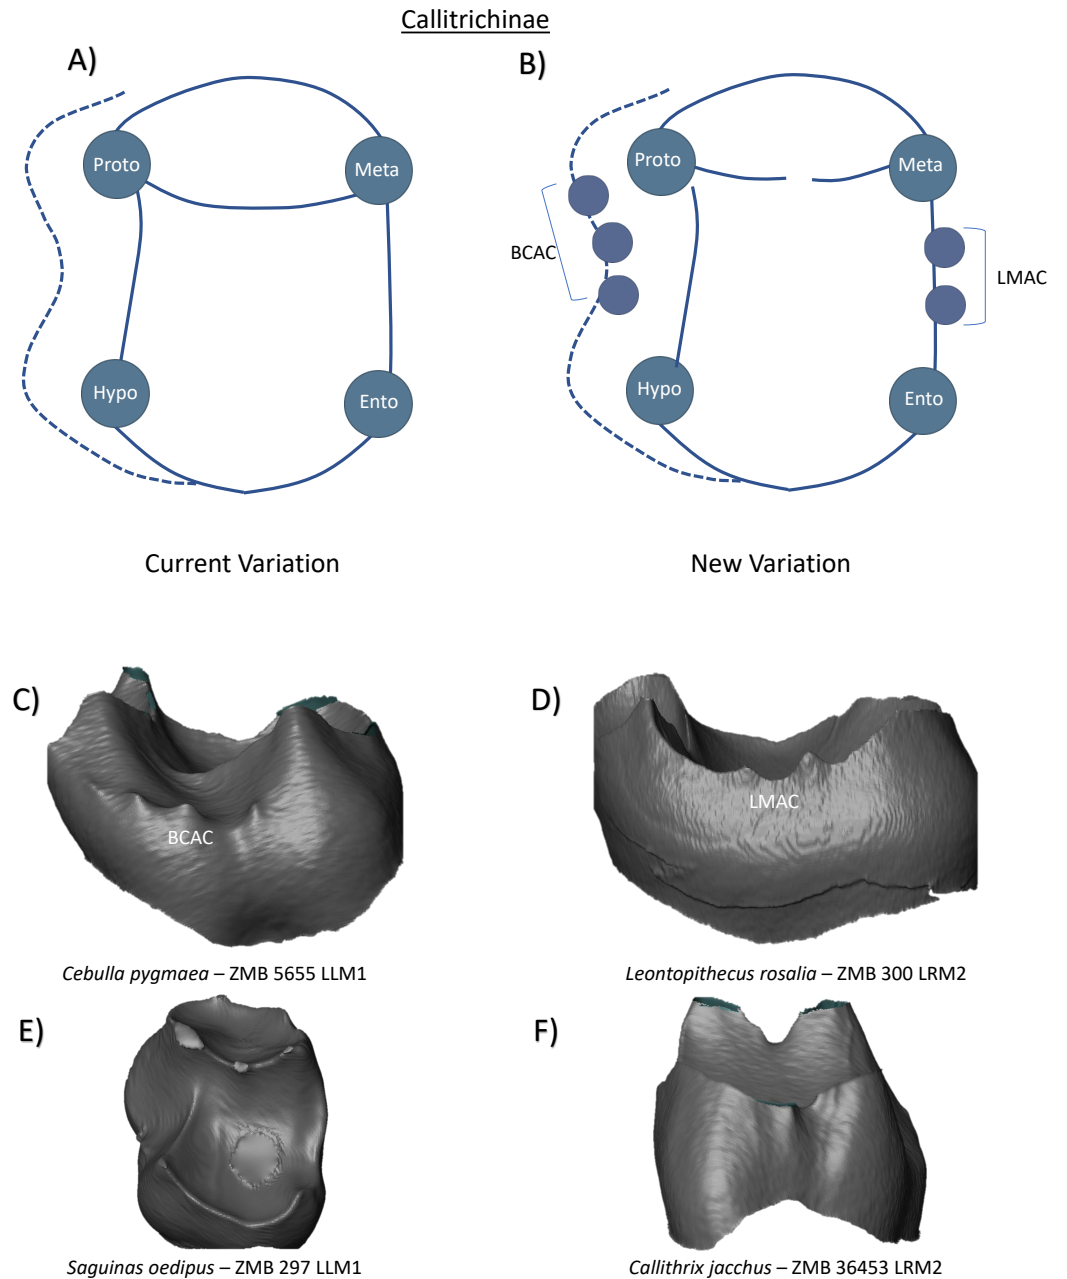 Callitrichinae
A)
B)
Proto
Meta
Proto
Meta
BCAC
LMAC
Hypo
Ento
Hypo
Ento
Current Variation
New Variation
C)
D)
BCAC
LMAC
Cebulla pygmaea – ZMB 5655 LLM1
Leontopithecus rosalia – ZMB 300 LRM2
E)
F)
Saguinas oedipus – ZMB 297 LLM1
Callithrix jacchus – ZMB 36453 LRM2